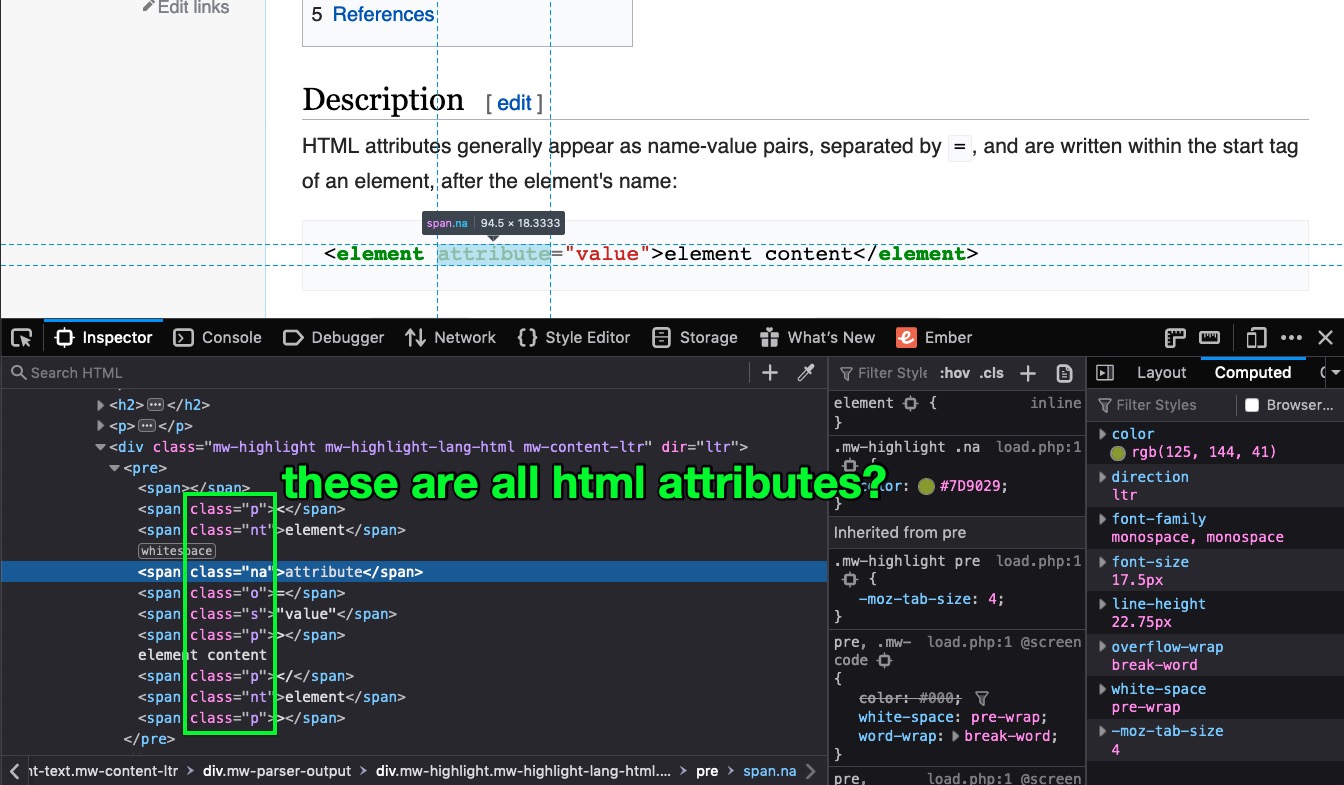 Edit links
5 References
Description [ edit ]
HTML attributes generally appear as name-value pairs, separated by =, and are written within the start tag
of an element, after the element's name:
span.na 94.5 × 18.3333
<element attribute="value">element content</element>
Inspector Console Debugger Network Style Editor Storage What's New Ember
Search HTML
<h2></h2>
<p></p>
<div class="mw-highlight mw-highlight-lang-html mw-content-ltr" dir="ltr">
<pre>
these are all html attributes?
<span></span>
<span class="p"><</span>
<span class="nt">element</span>
whitespace
<span class="na">attribute</span>
<span class="o">=</span>
<span class="s">"value"</span>
<span class="p">></span>
element content
<span class="p"></</span>
<span class="nt">element</span>
<span class="p">></span>
</pre>
nt-text.mw-content-ltr div.mw-parser-output div.mw-highlight.mw-highlight-lang-html.... pre span.na
Filter Style :hov .cls
element { inline
}
.mw-highlight .na load.php:1
{
color: #7D9029;
}
Inherited from pre
.mw-highlight pre load.php:1
{
-moz-tab-size: 4;
}
pre, .mw- load.php:1 @screen
code
{
color: #000;
white-space: pre-wrap;
word-wrap: break-word;
}
pre, load.php:1 @screen
Layout Computed
Filter Styles Browser...
color
rgb(125, 144, 41)
direction
ltr
font-family
monospace, monospace
font-size
17.5px
line-height
22.75px
overflow-wrap
break-word
white-space
pre-wrap
-moz-tab-size
4